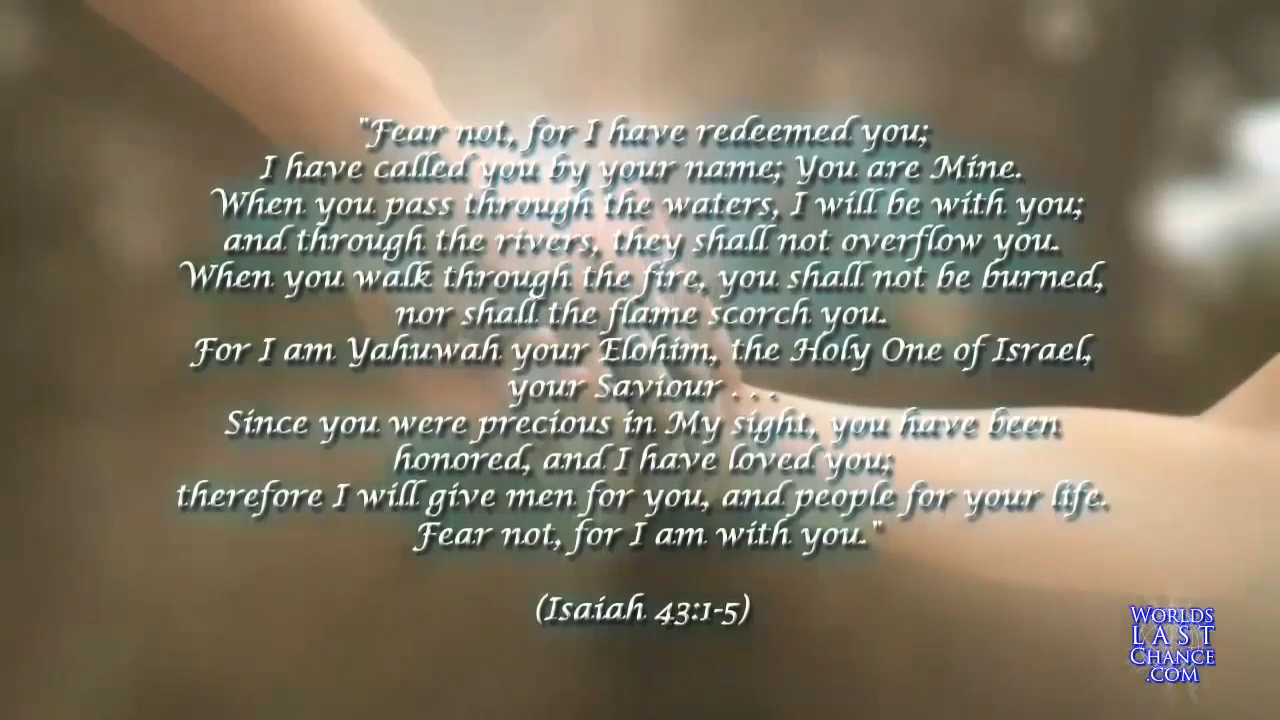 "Fear not, for I have redeemed you;
I have called you by your name; You are Mine.
When you pass through the waters, I will be with you;
and through the rivers, they shall not overflow you.
When you walk through the fire, you shall not be burned,
nor shall the flame scorch you.
For I am Yahuwah your Elohim, the Holy One of Israel,
your Saviour . . .
Since you were precious in My sight, you have been
honored, and I have loved you;
therefore I will give men for you, and people for your life.
Fear not, for I am with you."
(Isaiah 43:1-5)
WORLDS
LAST
CHANCE
.COM